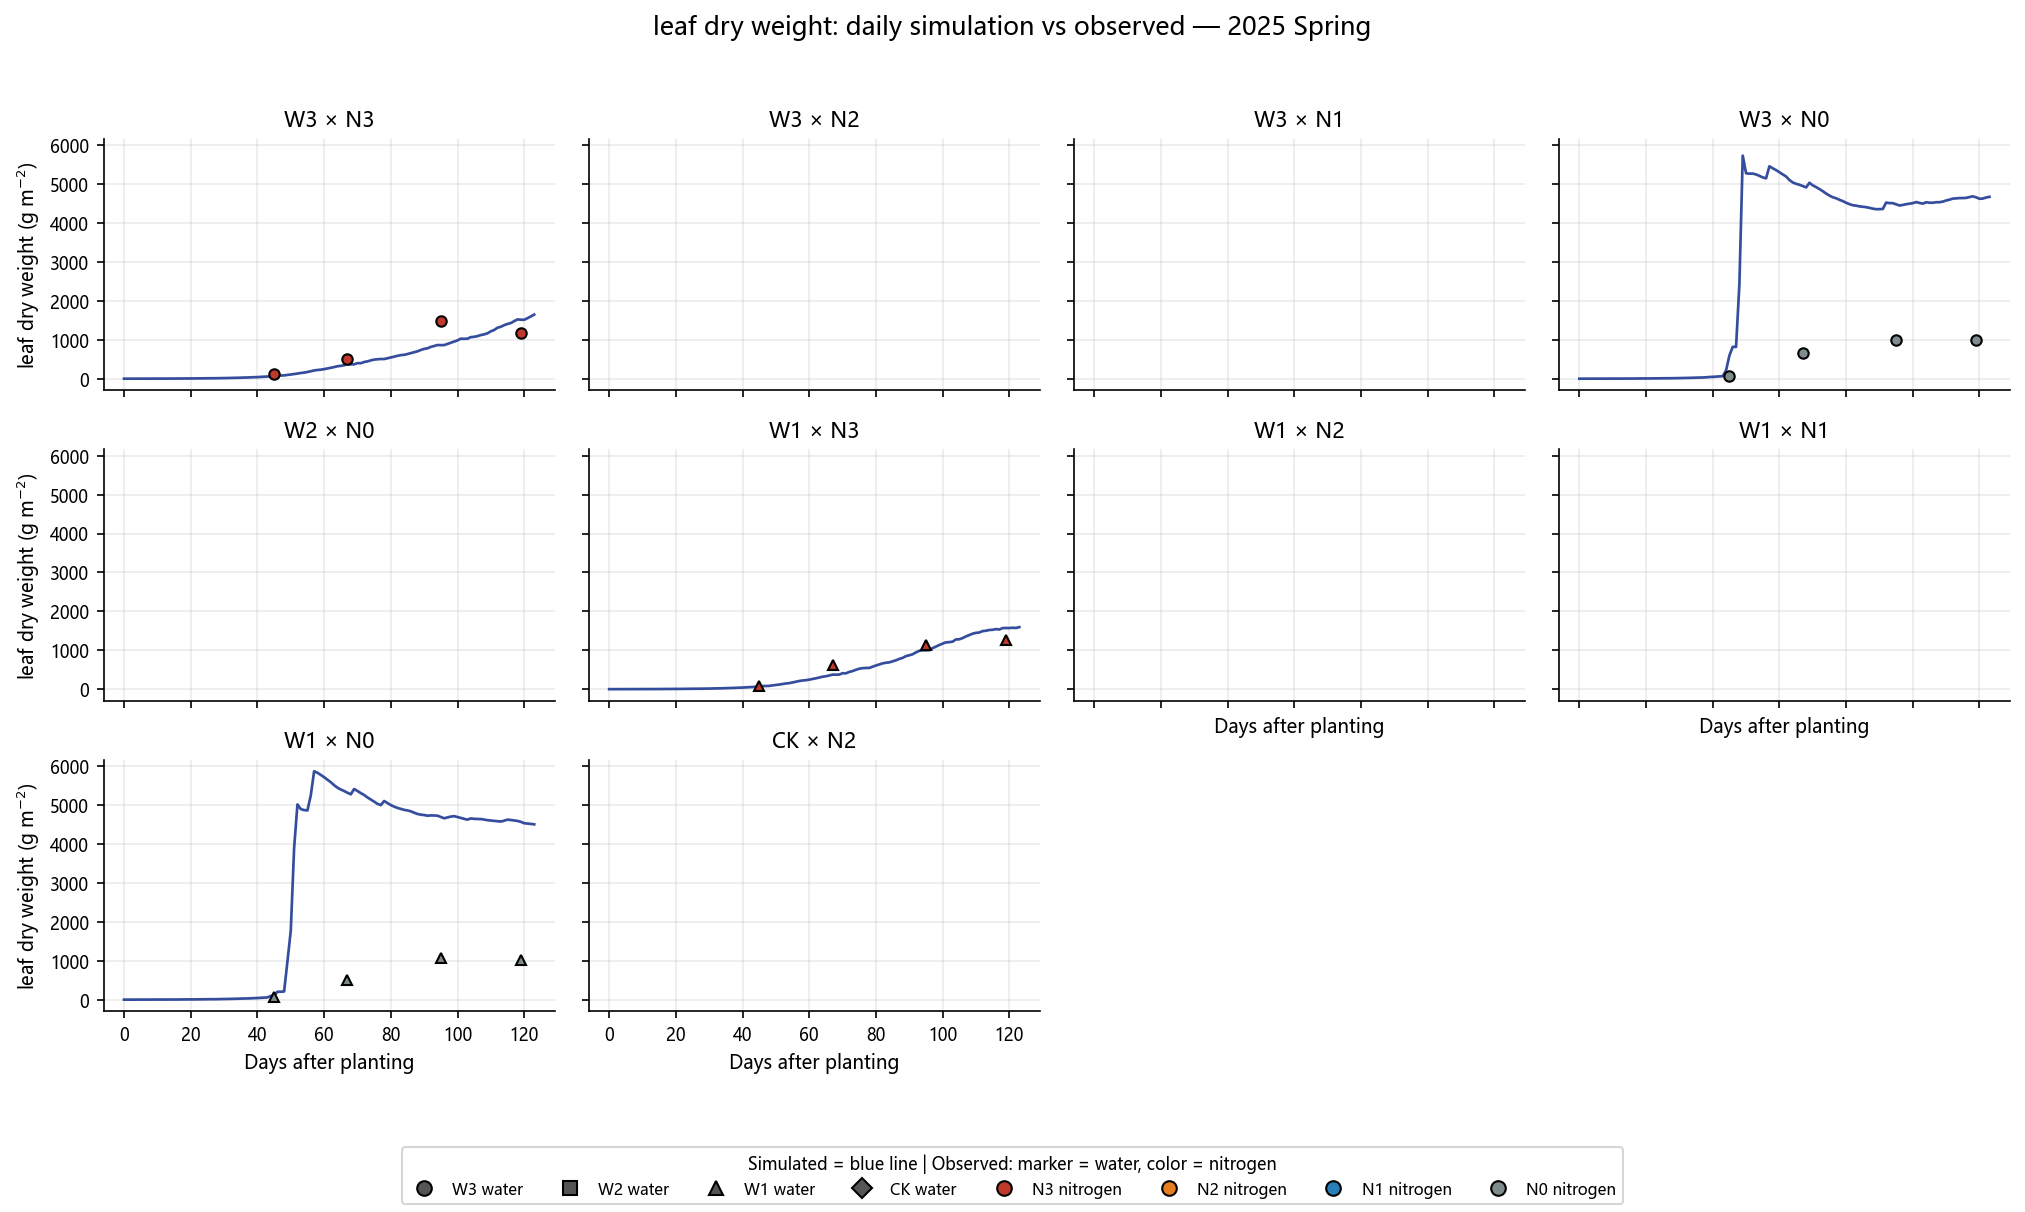 leaf dry weight: daily simulation vs observed — 2025 Spring
W3 × N3
W3 × N2
W3 × N1
W3 × N0
leaf dry weight (g m⁻²)
6000
5000
4000
3000
2000
1000
0
W2 × N0
W1 × N3
W1 × N2
W1 × N1
leaf dry weight (g m⁻²)
6000
5000
4000
3000
2000
1000
0
Days after planting
Days after planting
W1 × N0
CK × N2
leaf dry weight (g m⁻²)
6000
5000
4000
3000
2000
1000
0
0 20 40 60 80 100 120
0 20 40 60 80 100 120
Days after planting
Days after planting
Simulated = blue line | Observed: marker = water, color = nitrogen
W3 water W2 water W1 water CK water N3 nitrogen N2 nitrogen N1 nitrogen N0 nitrogen